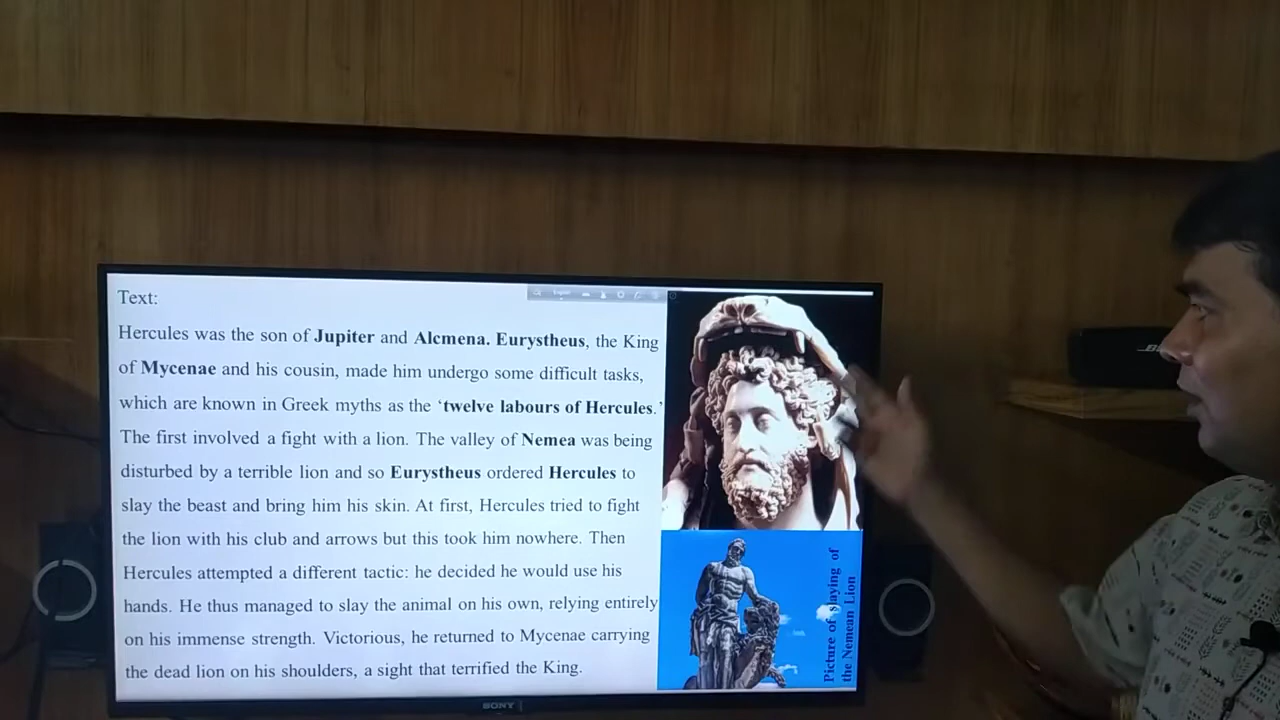 Text:
Hercules was the son of Jupiter and Alcmena. Eurystheus, the King
of Mycenae and his cousin, made him undergo some difficult tasks,
which are known in Greek myths as the ‘twelve labours of Hercules.’
The first involved a fight with a lion. The valley of Nemea was being
disturbed by a terrible lion and so Eurystheus ordered Hercules to
slay the beast and bring him his skin. At first, Hercules tried to fight
the lion with his club and arrows but this took him nowhere. Then
Hercules attempted a different tactic: he decided he would use his
hands. He thus managed to slay the animal on his own, relying entirely
on his immense strength. Victorious, he returned to Mycenae carrying
the dead lion on his shoulders, a sight that terrified the King.
Picture of slaying of
the Nemean Lion
SONY